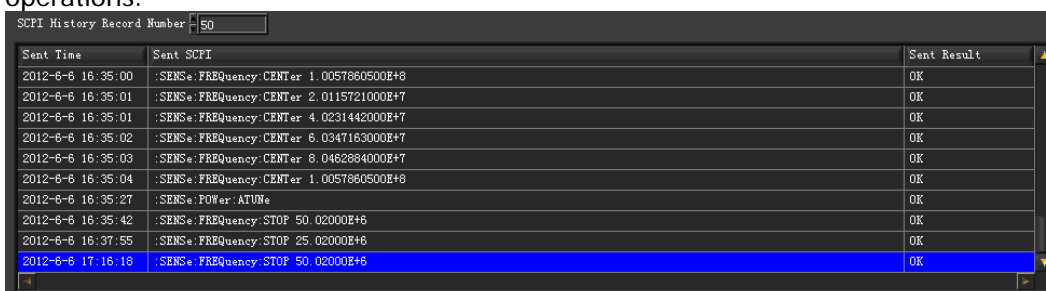 operations.
SCPI History Record Number 50
Sent Time Sent SCPI Sent Result
2012-6-6 16:35:00 :SENSe:FREQuency:CENTer 1.0057860500E+8 OK
2012-6-6 16:35:01 :SENSe:FREQuency:CENTer 2.0115721000E+7 OK
2012-6-6 16:35:01 :SENSe:FREQuency:CENTer 4.0231442000E+7 OK
2012-6-6 16:35:02 :SENSe:FREQuency:CENTer 6.0347163000E+7 OK
2012-6-6 16:35:03 :SENSe:FREQuency:CENTer 8.0462884000E+7 OK
2012-6-6 16:35:04 :SENSe:FREQuency:CENTer 1.0057860500E+8 OK
2012-6-6 16:35:27 :SENSe:POWer:ATUNe OK
2012-6-6 16:35:42 :SENSe:FREQuency:STOP 50.02000E+6 OK
2012-6-6 16:37:55 :SENSe:FREQuency:STOP 25.02000E+6 OK
2012-6-6 17:16:18 :SENSe:FREQuency:STOP 50.02000E+6 OK